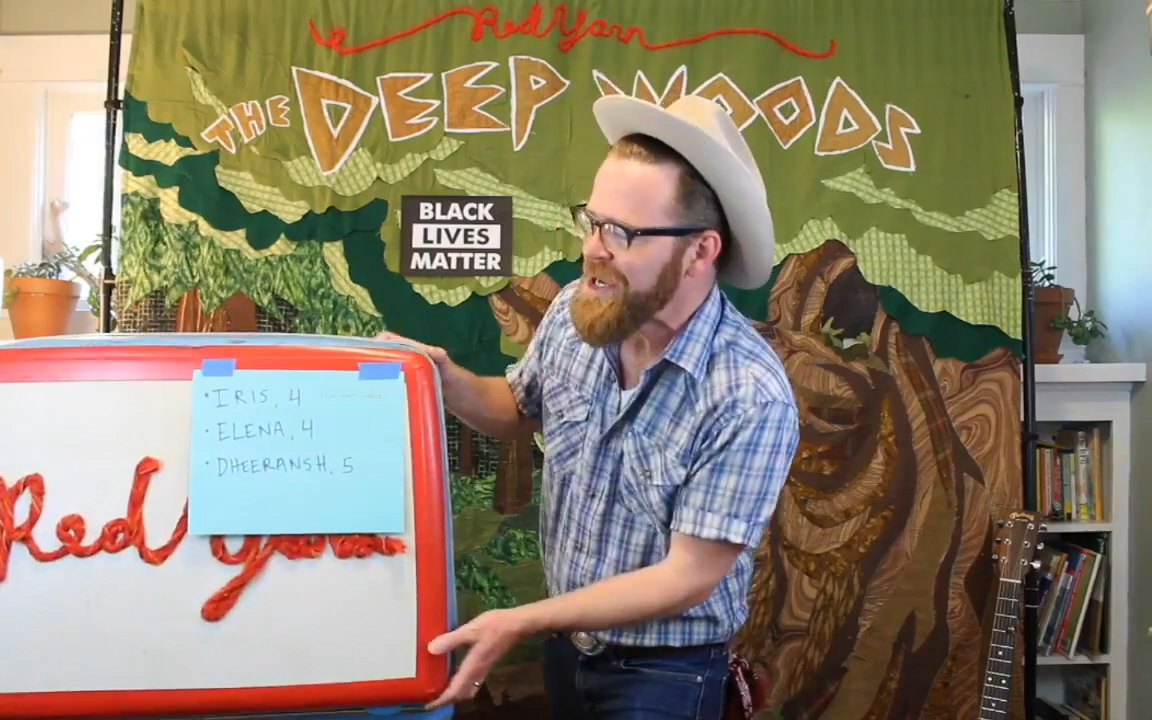 Red Yarn
THE DEEP WOODS
BLACK
LIVES
MATTER
• IRIS, 4
• ELENA, 4
• DHEERANSH, 5
Red Yarn